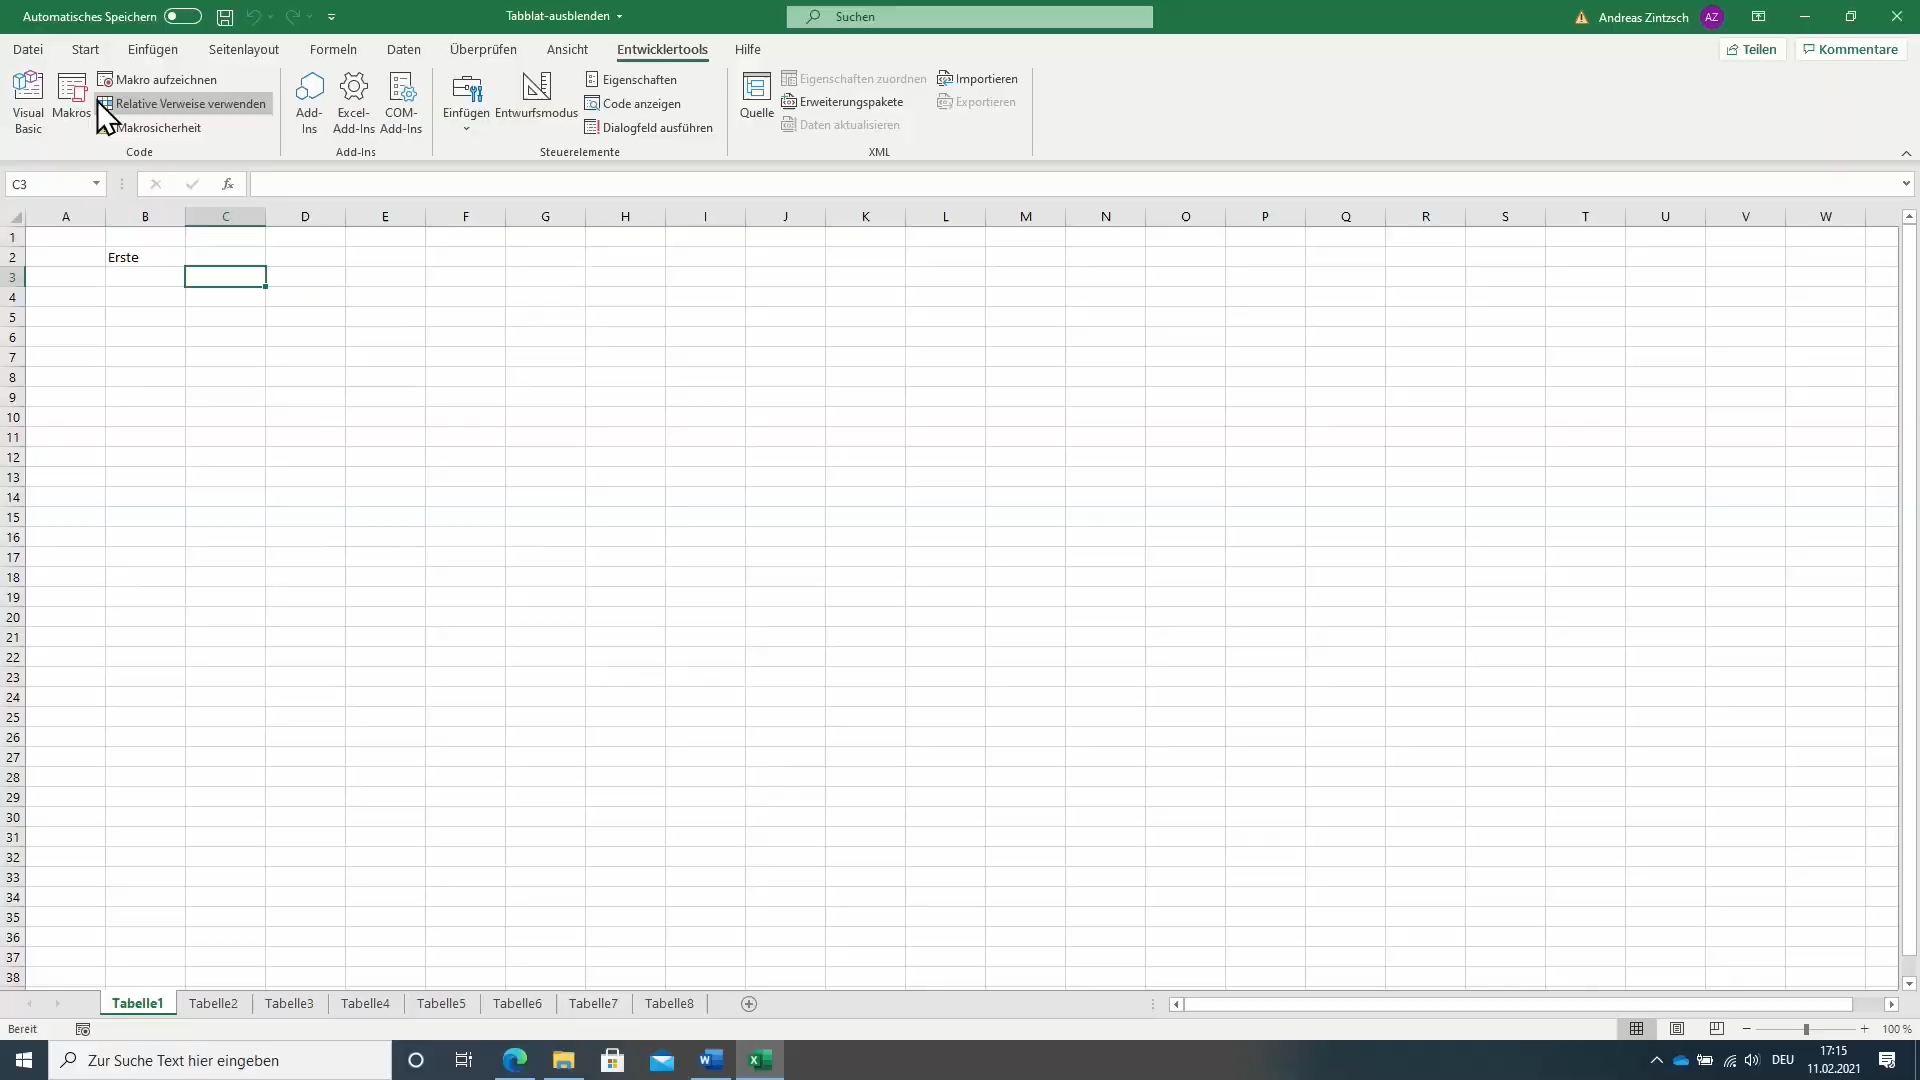 Automatisches Speichern
Tabblat-ausblenden
Suchen
Andreas Zintzsch
AZ
Datei Start Einfügen Seitenlayout Formeln Daten Überprüfen Ansicht Entwicklertools Hilfe
Teilen Kommentare
Visual Basic
Makros
Makro aufzeichnen
Relative Verweise verwenden
Makrosicherheit
Code
Add-Ins
Excel-Add-Ins
COM-Add-Ins
Add-Ins
Einfügen
Entwurfsmodus
Eigenschaften
Code anzeigen
Dialogfeld ausführen
Steuerelemente
Quelle
Eigenschaften zuordnen
Erweiterungspakete
Daten aktualisieren
Importieren
Exportieren
XML
C3
fx
A B C D E F G H I J K L M N O P Q R S T U V W
1
2 Erste
3
4
5
6
7
8
9
10
11
12
13
14
15
16
17
18
19
20
21
22
23
24
25
26
27
28
29
30
31
32
33
34
35
36
37
38
Tabelle1 Tabelle2 Tabelle3 Tabelle4 Tabelle5 Tabelle6 Tabelle7 Tabelle8
Bereit
100 %
Zur Suche Text hier eingeben
DEU
17:15
11.02.2021